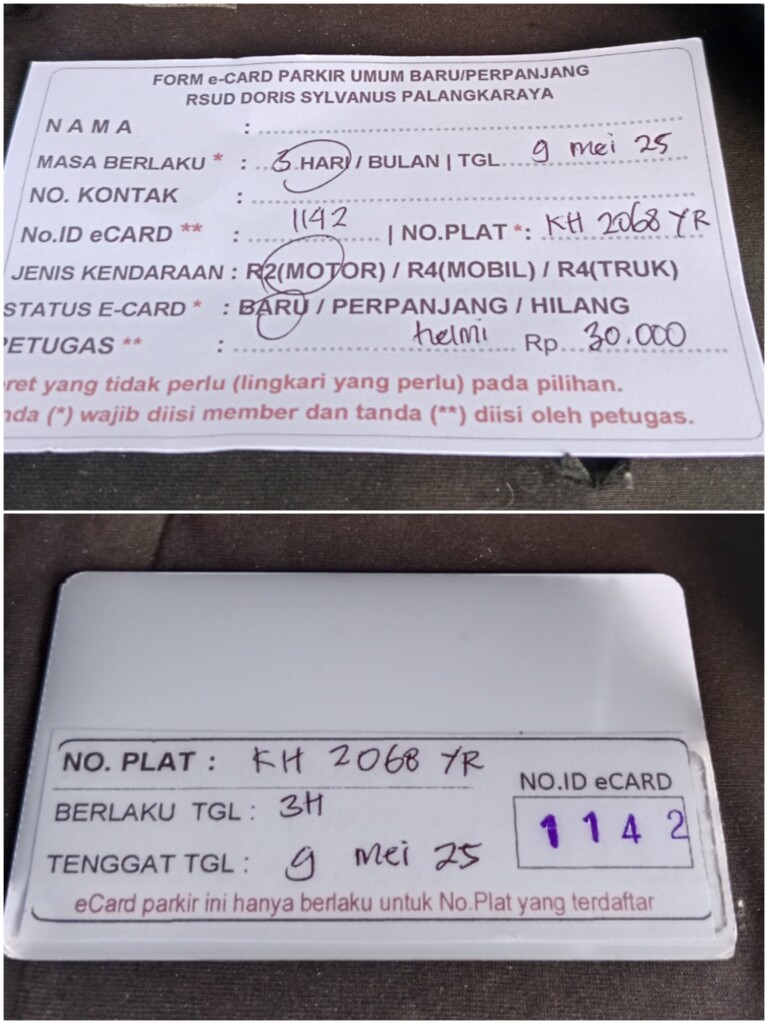 FORM e-CARD PARKIR UMUM BARU/PERPANJANG
RSUD DORIS SYLVANUS PALANGKARAYA
NAMA :
MASA BERLAKU * : 3 HARI / BULAN | TGL 9 mei 25
NO. KONTAK :
No.ID eCARD ** : 1142 | NO.PLAT *: KH 2068 YR
JENIS KENDARAAN : R2(MOTOR) / R4(MOBIL) / R4(TRUK)
STATUS E-CARD * : BARU / PERPANJANG / HILANG
PETUGAS ** : helmi Rp 30.000
ret yang tidak perlu (lingkari yang perlu) pada pilihan.
nda (*) wajib diisi member dan tanda (**) diisi oleh petugas.
NO. PLAT : KH 2068 YR
NO.ID eCARD
BERLAKU TGL : 3H
1142
TENGGAT TGL : 9 mei 25
eCard parkir ini hanya berlaku untuk No.Plat yang terdaftar